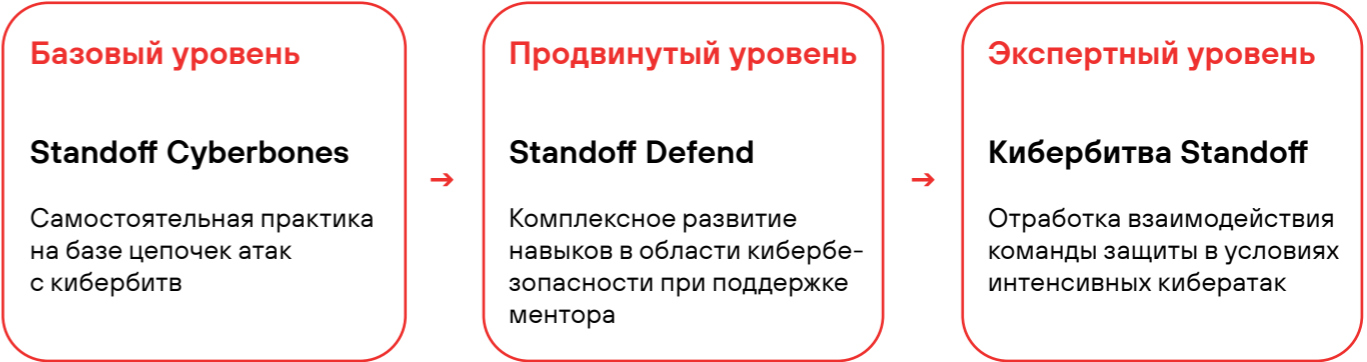 Базовый уровень
Standoff Cyberbones
Самостоятельная практика
на базе цепочек атак
с кибербитв
→
Продвинутый уровень
Standoff Defend
Комплексное развитие
навыков в области кибербе-
зопасности при поддержке
ментора
→
Экспертный уровень
Кибербитва Standoff
Отработка взаимодействия
команды защиты в условиях
интенсивных кибератак